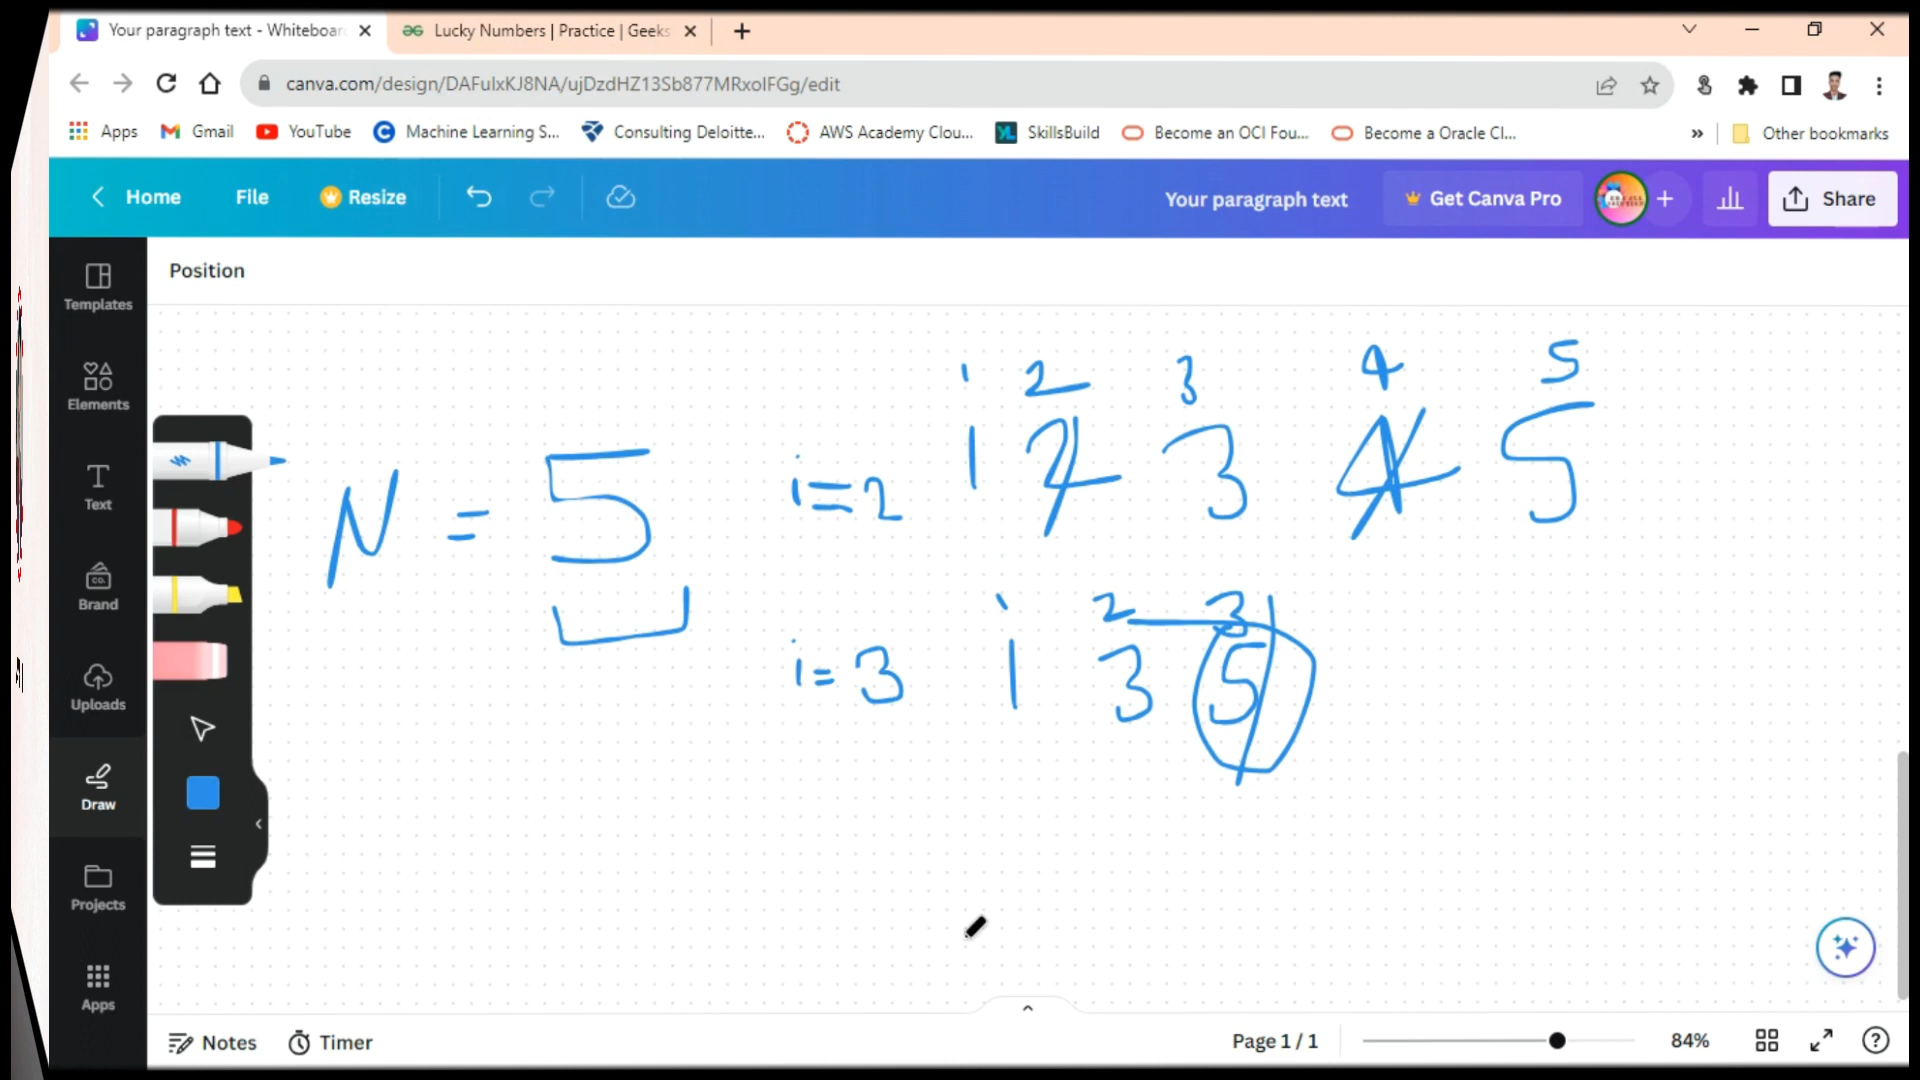 Your paragraph text - Whiteboar
Lucky Numbers | Practice | Geeks
canva.com/design/DAFulxKJ8NA/ujDzdHZ13Sb877MRxolFGg/edit
Apps Gmail YouTube Machine Learning S... Consulting Deloitte... AWS Academy Clou... SkillsBuild Become an OCI Fou... Become a Oracle Cl... » Other bookmarks
Home File Resize Your paragraph text Get Canva Pro + Share
Position
Templates
Elements
Text
Brand
Uploads
Draw
Projects
Apps
1 2 3 4 5
N = 5 i=2 1 2 3 4 5
1 2 3
i=3 1 3 5
Notes Timer Page 1 / 1 84%